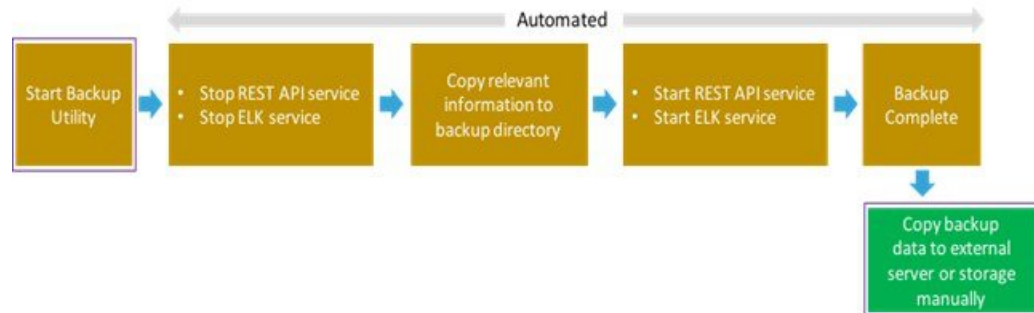 Automated
Start Backup
Utility
• Stop REST API service
• Stop ELK service
Copy relevant
information to
backup directory
• Start REST API service
• Start ELK service
Backup
Complete
Copy backup
data to external
server or storage
manually